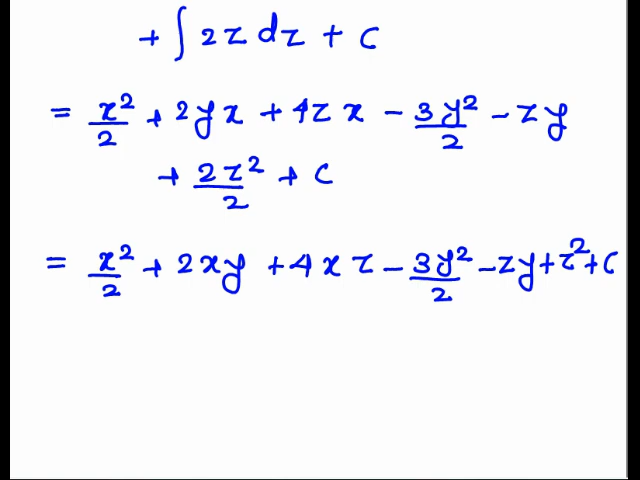 + ∫ 2z dz + c
= x²/2 + 2yx + 4zx − 3y²/2 − zy
+ 2z²/2 + c
= x²/2 + 2xy + 4xz − 3y²/2 − zy + z² + c